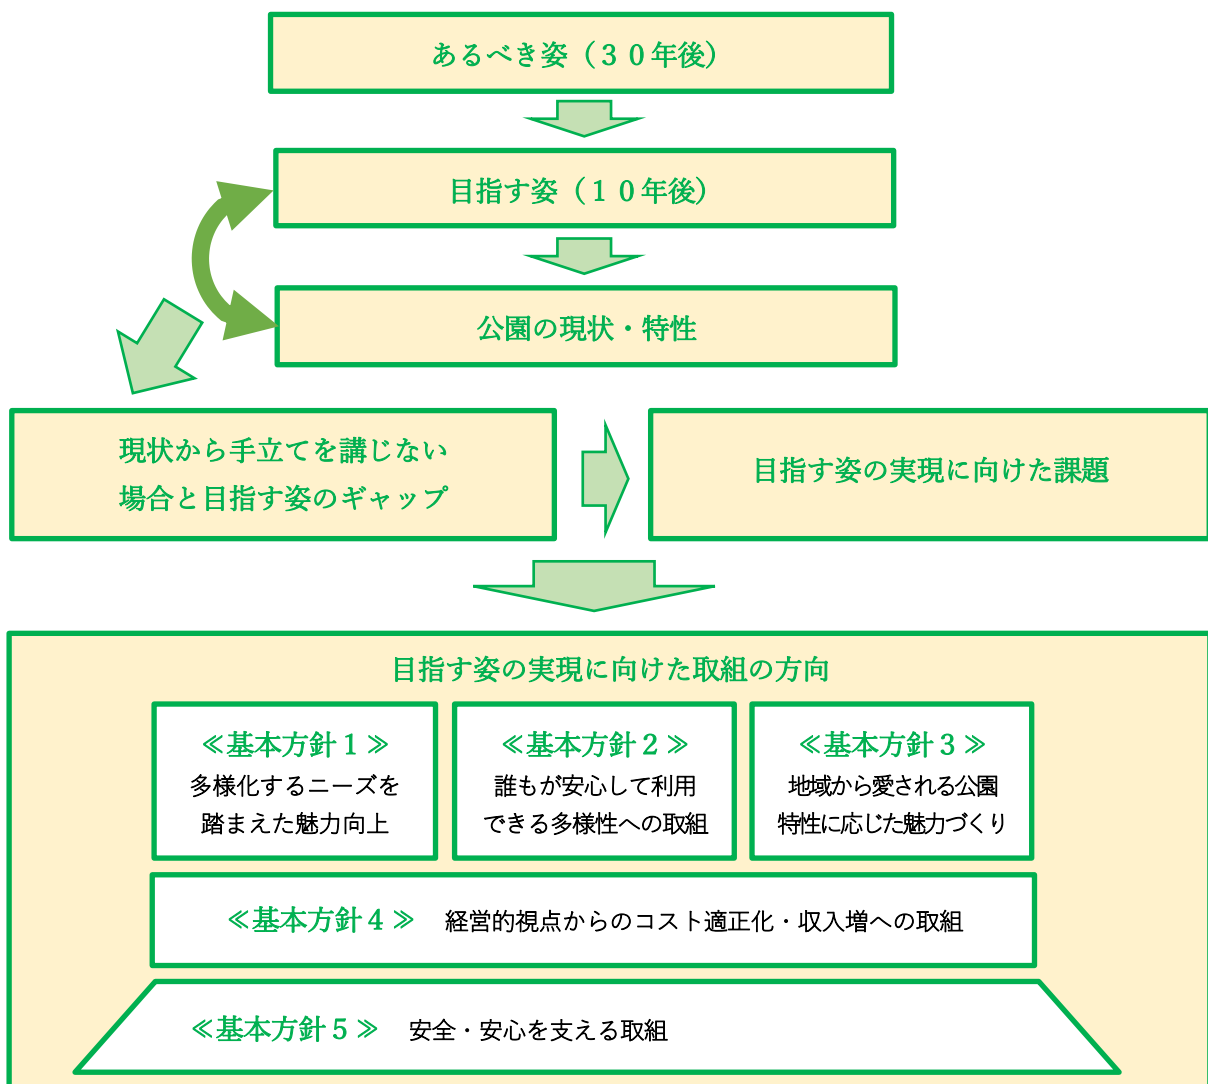 あるべき姿（３０年後）
目指す姿（１０年後）
公園の現状・特性
現状から手立てを講じない
場合と目指す姿のギャップ
目指す姿の実現に向けた課題
目指す姿の実現に向けた取組の方向
≪基本方針１≫
多様化するニーズを
踏まえた魅力向上
≪基本方針２≫
誰もが安心して利用
できる多様性への取組
≪基本方針３≫
地域から愛される公園
特性に応じた魅力づくり
≪基本方針４≫　経営的視点からのコスト適正化・収入増への取組
≪基本方針５≫　安全・安心を支える取組